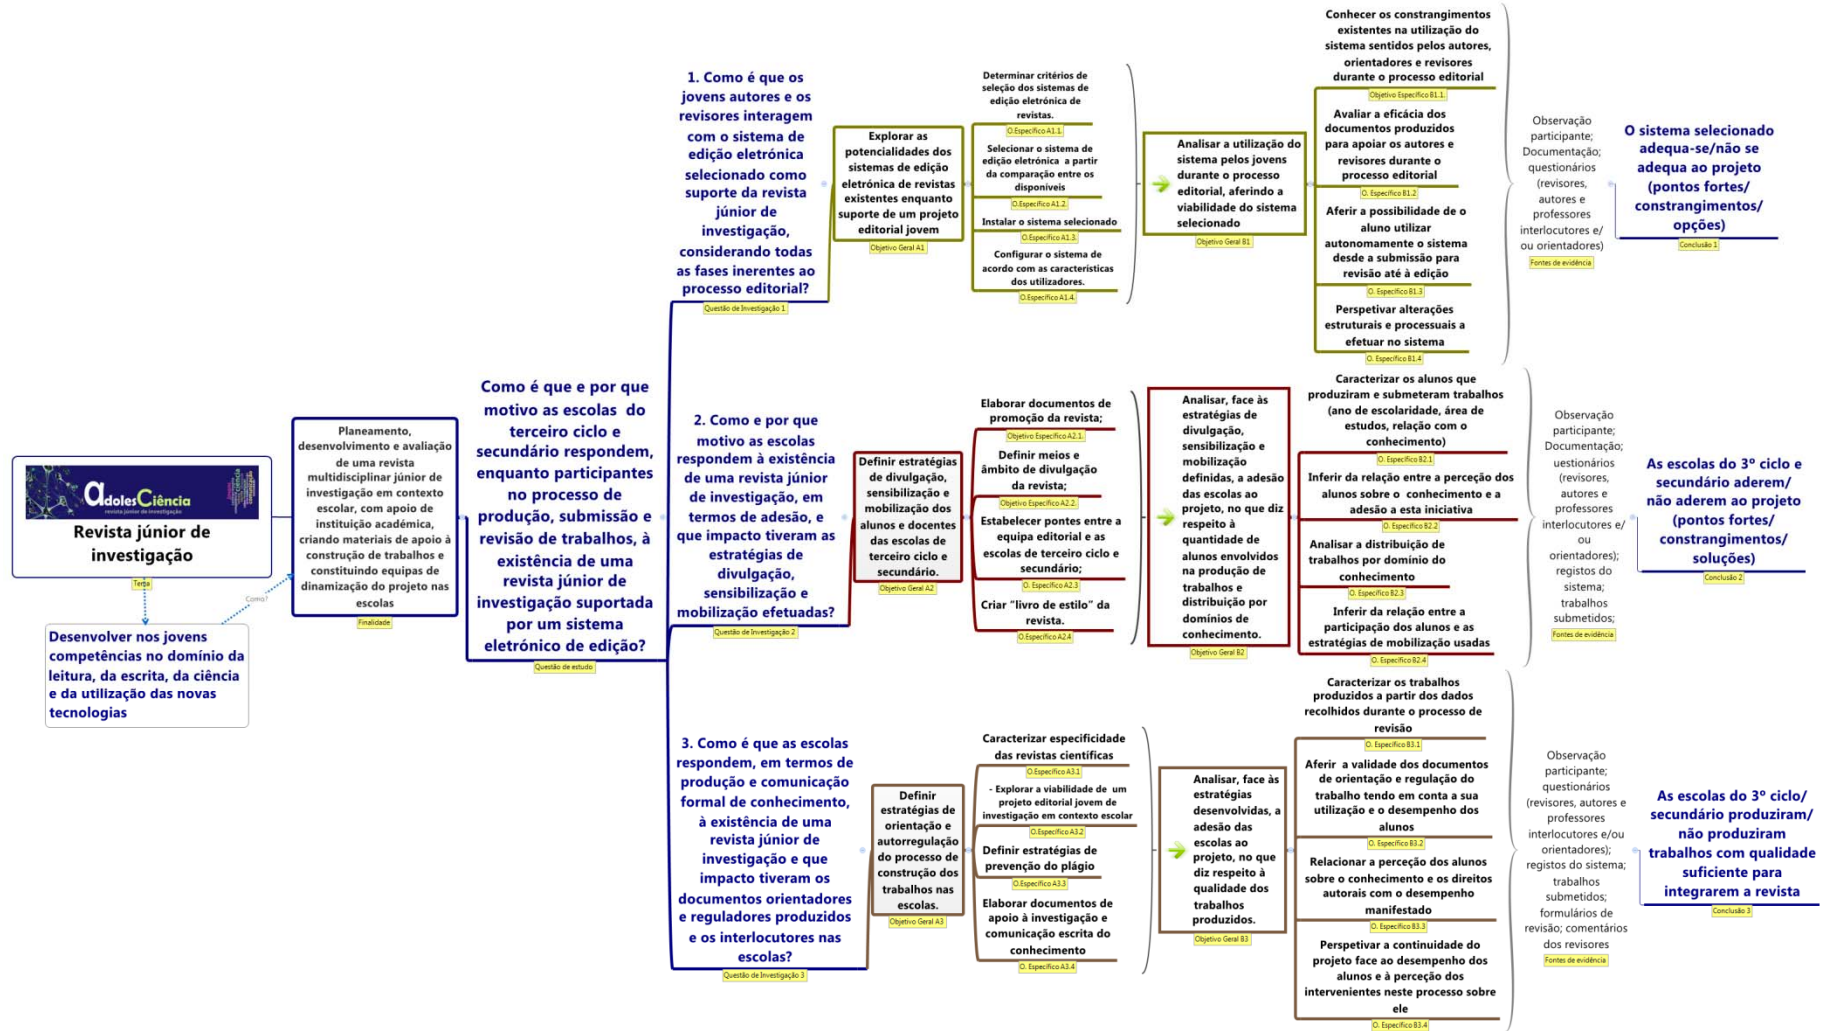 adolesCiência
revista júnior de investigação
Revista júnior de
investigação
Tema
Como?
Desenvolver nos jovens
competências no domínio da
leitura, da escrita, da ciência
e da utilização das novas
tecnologias
Planeamento,
desenvolvimento e avaliação
de uma revista
multidisciplinar júnior de
investigação em contexto
escolar, com apoio de
instituição académica,
criando materiais de apoio à
construção de trabalhos e
constituindo equipas de
dinamização do projeto nas
escolas
Finalidade
Como é que e por que
motivo as escolas do
terceiro ciclo e
secundário respondem,
enquanto participantes
no processo de
produção, submissão e
revisão de trabalhos, à
existência de uma
revista júnior de
investigação suportada
por um sistema
eletrónico de edição?
Questão de estudo
1. Como é que os
jovens autores e os
revisores interagem
com o sistema de
edição eletrónica
selecionado como
suporte da revista
júnior de
investigação,
considerando todas
as fases inerentes ao
processo editorial?
Questão de Investigação 1
Explorar as
potencialidades dos
sistemas de edição
eletrónica de revistas
existentes enquanto
suporte de um projeto
editorial jovem
Objetivo Geral A1
Determinar critérios de
seleção dos sistemas de
edição eletrónica de
revistas.
O.Específico A1.1.
Selecionar o sistema de
edição eletrónica a partir
da comparação entre os
disponíveis
O.Específico A1.2.
Instalar o sistema selecionado
O.Específico A1.3.
Configurar o sistema de
acordo com as características
dos utilizadores.
O.Específico A1.4.
Analisar a utilização do
sistema pelos jovens
durante o processo
editorial, aferindo a
viabilidade do sistema
selecionado
Objetivo Geral B1
Conhecer os constrangimentos
existentes na utilização do
sistema sentidos pelos autores,
orientadores e revisores
durante o processo editorial
Objetivo Específico B1.1.
Avaliar a eficácia dos
documentos produzidos
para apoiar os autores e
revisores durante o
processo editorial
O. Específico B1.2
Aferir a possibilidade de o
aluno utilizar
autonomamente o sistema
desde a submissão para
revisão até à edição
O. Específico B1.3
Perspetivar alterações
estruturais e processuais a
efetuar no sistema
O. Específico B1.4
Observação
participante;
Documentação;
questionários
(revisores,
autores e
professores
interlocutores e/
ou orientadores)
Fontes de evidência
O sistema selecionado
adequa-se/não se
adequa ao projeto
(pontos fortes/
constrangimentos/
opções)
Conclusão 1
2. Como e por que
motivo as escolas
respondem à existência
de uma revista júnior
de investigação, em
termos de adesão, e
que impacto tiveram as
estratégias de
divulgação,
sensibilização e
mobilização efetuadas?
Questão de Investigação 2
Definir estratégias
de divulgação,
sensibilização e
mobilização dos
alunos e docentes
das escolas de
terceiro ciclo e
secundário.
Objetivo Geral A2
Elaborar documentos de
promoção da revista;
Objetivo Específico A2.1.
Definir meios e
âmbito de divulgação
da revista;
Objetivo Específico A2.2.
Estabelecer pontes entre a
equipa editorial e as
escolas de terceiro ciclo e
secundário;
O. Específico A2.3
Criar “livro de estilo” da
revista.
O.Específico A2.4
Analisar, face às
estratégias de
divulgação,
sensibilização e
mobilização
definidas, a adesão
das escolas ao
projeto, no que diz
respeito à
quantidade de
alunos envolvidos
na produção de
trabalhos e
distribuição por
domínios de
conhecimento.
Objetivo Geral B2
Caracterizar os alunos que
produziram e submeteram trabalhos
(ano de escolaridade, área de
estudos, relação com o
conhecimento)
O. Específico B2.1
Inferir da relação entre a perceção dos
alunos sobre o conhecimento e a
adesão a esta iniciativa
O. Específico B2.2
Analisar a distribuição de
trabalhos por domínio do
conhecimento
O. Específico B2.3
Inferir da relação entre a
participação dos alunos e as
estratégias de mobilização usadas
O. Específico B2.4
Observação
participante;
Documentação;
uestionários
(revisores,
autores e
professores
interlocutores e/
ou
orientadores);
registos do
sistema;
trabalhos
submetidos;
Fontes de evidência
As escolas do 3º ciclo e
secundário aderem/
não aderem ao projeto
(pontos fortes/
constrangimentos/
soluções)
Conclusão 2
3. Como é que as escolas
respondem, em termos de
produção e comunicação
formal de conhecimento,
à existência de uma
revista júnior de
investigação e que
impacto tiveram os
documentos orientadores
e reguladores produzidos
e os interlocutores nas
escolas?
Questão de Investigação 3
Definir
estratégias de
orientação e
autorregulação
do processo de
construção dos
trabalhos nas
escolas.
Objetivo Geral A3
Caracterizar especificidade
das revistas científicas
O.Específico A3.1
- Explorar a viabilidade de um
projeto editorial jovem de
investigação em contexto escolar
O.Específico A3.2
Definir estratégias de
prevenção do plágio
O.Específico A3.3
Elaborar documentos de
apoio à investigação e
comunicação escrita do
conhecimento
O. Específico A3.4
Analisar, face às
estratégias
desenvolvidas, a
adesão das
escolas ao
projeto, no que
diz respeito à
qualidade dos
trabalhos
produzidos.
Objetivo Geral B3
Caracterizar os trabalhos
produzidos a partir dos dados
recolhidos durante o processo de
revisão
O. Específico B3.1
Aferir a validade dos documentos
de orientação e regulação do
trabalho tendo em conta a sua
utilização e o desempenho dos
alunos
O. Específico B3.2
Relacionar a perceção dos alunos
sobre o conhecimento e os direitos
autorais com o desempenho
manifestado
O. Específico B3.3
Perspetivar a continuidade do
projeto face ao desempenho dos
alunos e à perceção dos
intervenientes neste processo sobre
ele
O. Específico B3.4
Observação
participante;
questionários
(revisores, autores e
professores
interlocutores e/ou
orientadores);
registos do sistema;
trabalhos
submetidos;
formulários de
revisão; comentários
dos revisores
Fontes de evidência
As escolas do 3º ciclo/
secundário produziram/
não produziram
trabalhos com qualidade
suficiente para
integrarem a revista
Conclusão 3